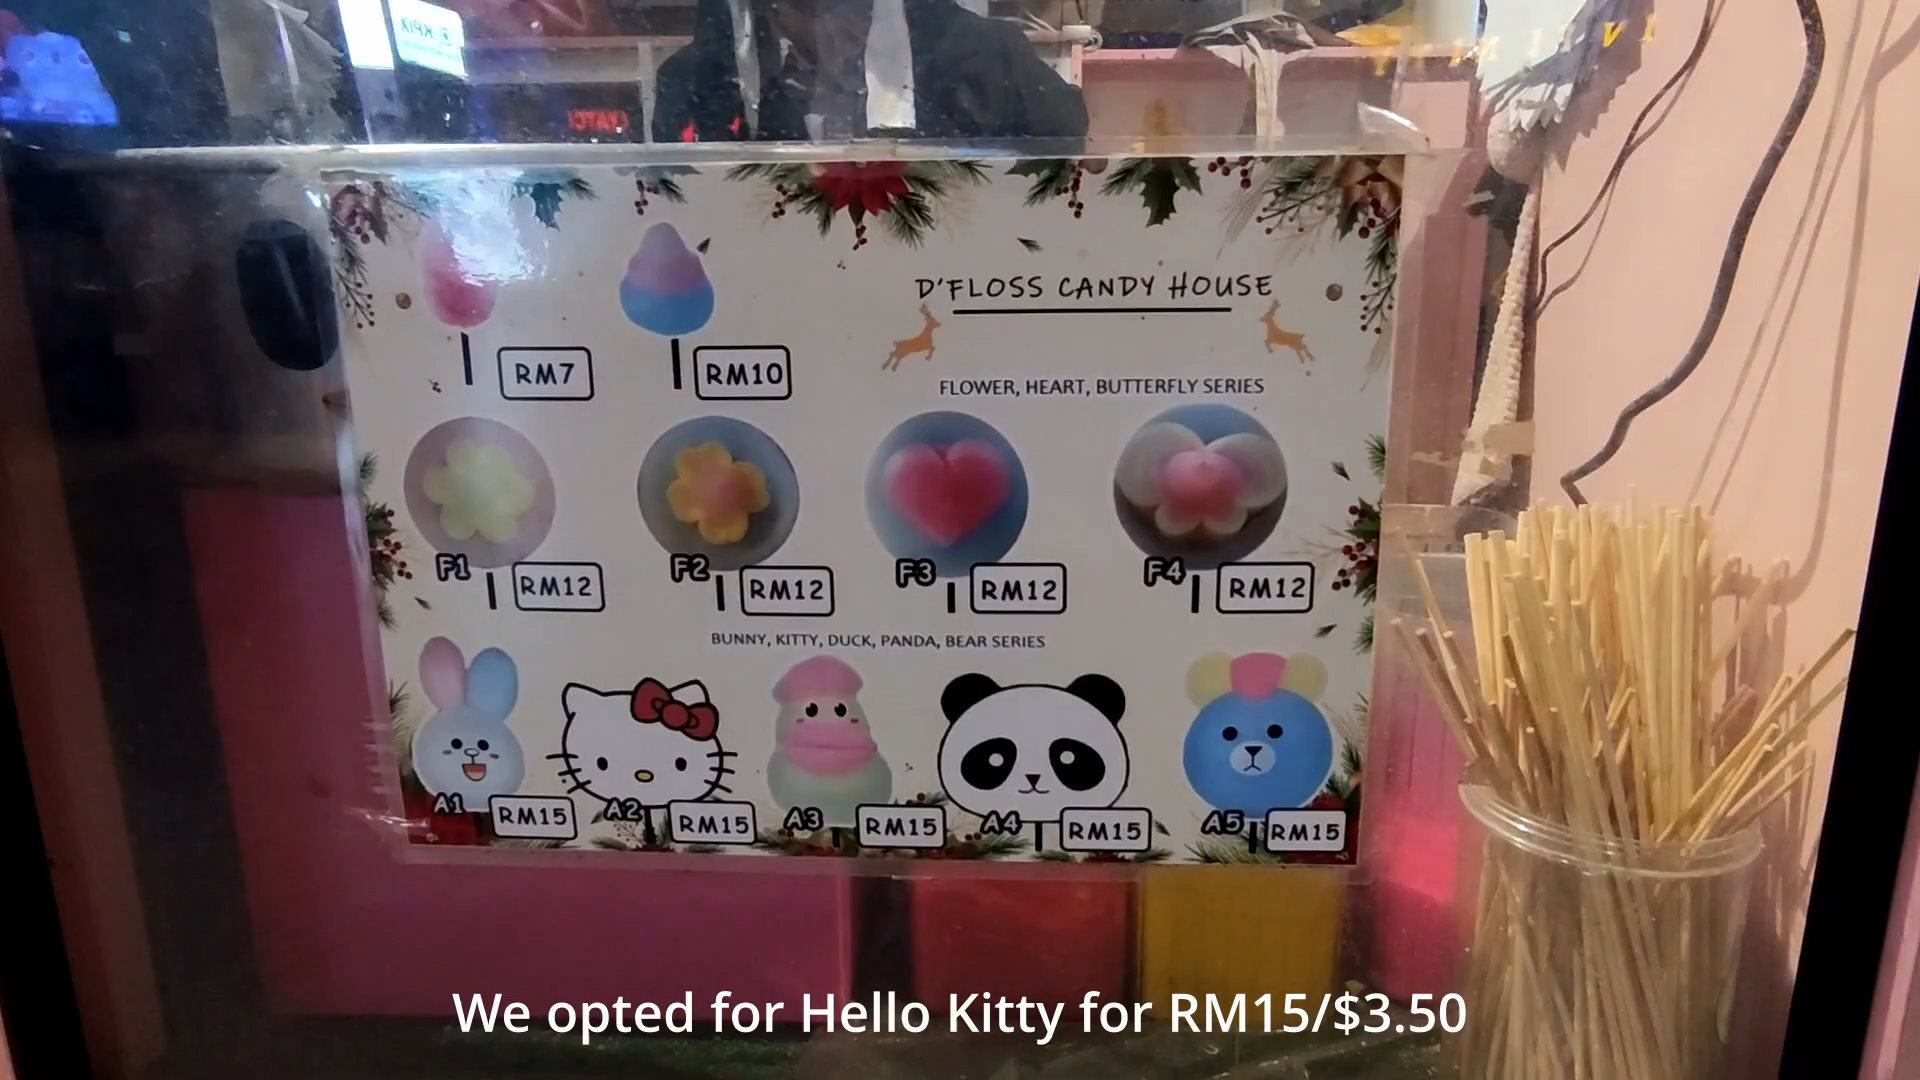 D'FLOSS CANDY HOUSE
RM7
RM10
FLOWER, HEART, BUTTERFLY SERIES
F1
RM12
F2
RM12
F3
RM12
F4
RM12
BUNNY, KITTY, DUCK, PANDA, BEAR SERIES
A1
RM15
A2
RM15
A3
RM15
A4
RM15
A5
RM15
We opted for Hello Kitty for RM15/$3.50